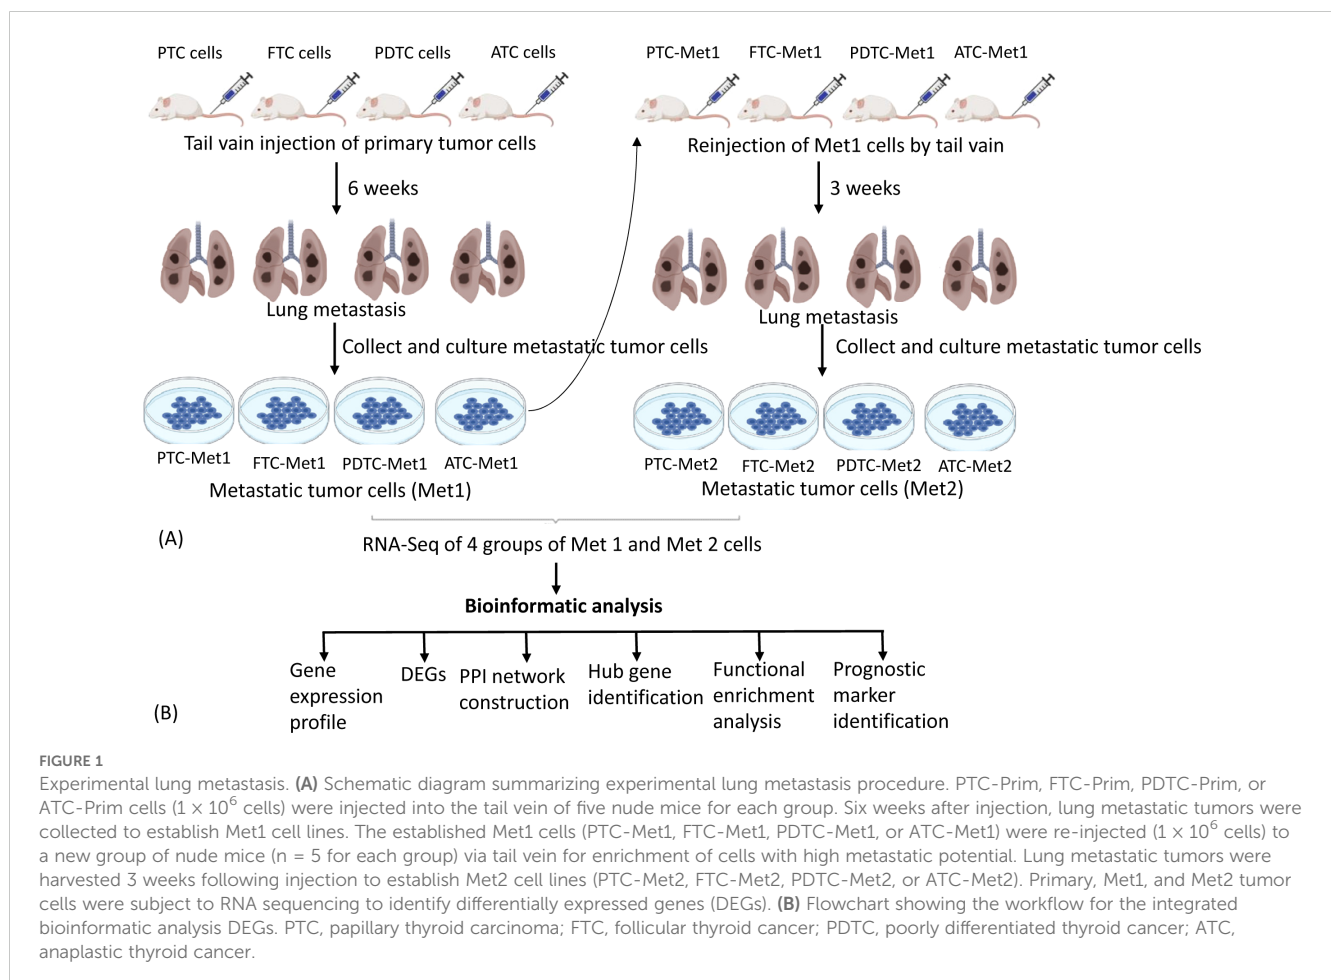 PTC cells FTC cells PDTC cells ATC cells
Tail vain injection of primary tumor cells
6 weeks
Lung metastasis
Collect and culture metastatic tumor cells
PTC-Met1 FTC-Met1 PDTC-Met1 ATC-Met1
Metastatic tumor cells (Met1)
PTC-Met1 FTC-Met1 PDTC-Met1 ATC-Met1
Reinjection of Met1 cells by tail vain
3 weeks
Lung metastasis
Collect and culture metastatic tumor cells
PTC-Met2 FTC-Met2 PDTC-Met2 ATC-Met2
Metastatic tumor cells (Met2)
(A)
RNA-Seq of 4 groups of Met 1 and Met 2 cells
Bioinformatic analysis
Gene
expression
profile
DEGs
PPI network
construction
Hub gene
identification
Functional
enrichment
analysis
Prognostic
marker
identification
(B)
FIGURE 1
Experimental lung metastasis. (A) Schematic diagram summarizing experimental lung metastasis procedure. PTC-Prim, FTC-Prim, PDTC-Prim, or
ATC-Prim cells (1 × 10⁶ cells) were injected into the tail vein of five nude mice for each group. Six weeks after injection, lung metastatic tumors were
collected to establish Met1 cell lines. The established Met1 cells (PTC-Met1, FTC-Met1, PDTC-Met1, or ATC-Met1) were re-injected (1 × 10⁶ cells) to
a new group of nude mice (n = 5 for each group) via tail vein for enrichment of cells with high metastatic potential. Lung metastatic tumors were
harvested 3 weeks following injection to establish Met2 cell lines (PTC-Met2, FTC-Met2, PDTC-Met2, or ATC-Met2). Primary, Met1, and Met2 tumor
cells were subject to RNA sequencing to identify differentially expressed genes (DEGs). (B) Flowchart showing the workflow for the integrated
bioinformatic analysis DEGs. PTC, papillary thyroid carcinoma; FTC, follicular thyroid cancer; PDTC, poorly differentiated thyroid cancer; ATC,
anaplastic thyroid cancer.